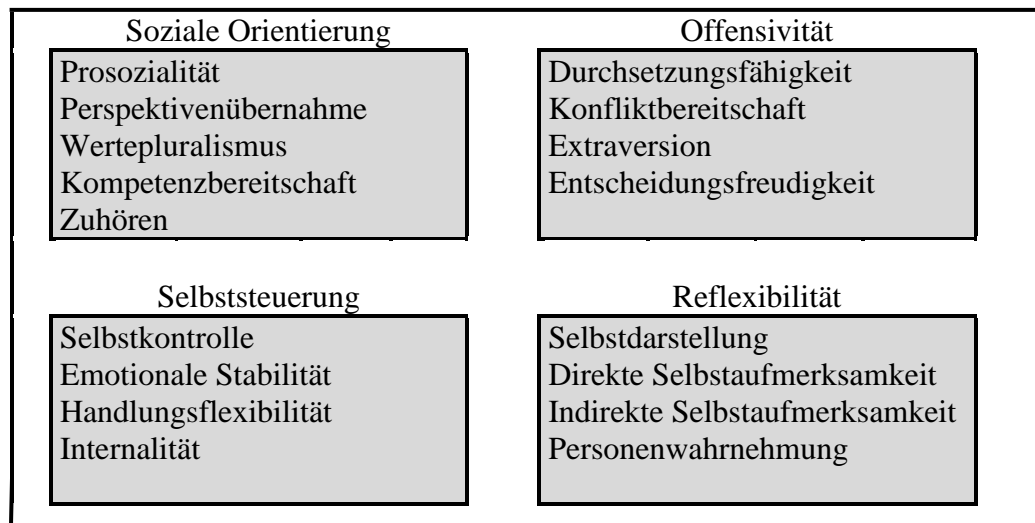 Soziale Orientierung
Prosozialität
Perspektivenübernahme
Wertepluralismus
Kompetenzbereitschaft
Zuhören
Offensivität
Durchsetzungsfähigkeit
Konfliktbereitschaft
Extraversion
Entscheidungsfreudigkeit
Selbststeuerung
Selbstkontrolle
Emotionale Stabilität
Handlungsflexibilität
Internalität
Reflexibilität
Selbstdarstellung
Direkte Selbstaufmerksamkeit
Indirekte Selbstaufmerksamkeit
Personenwahrnehmung